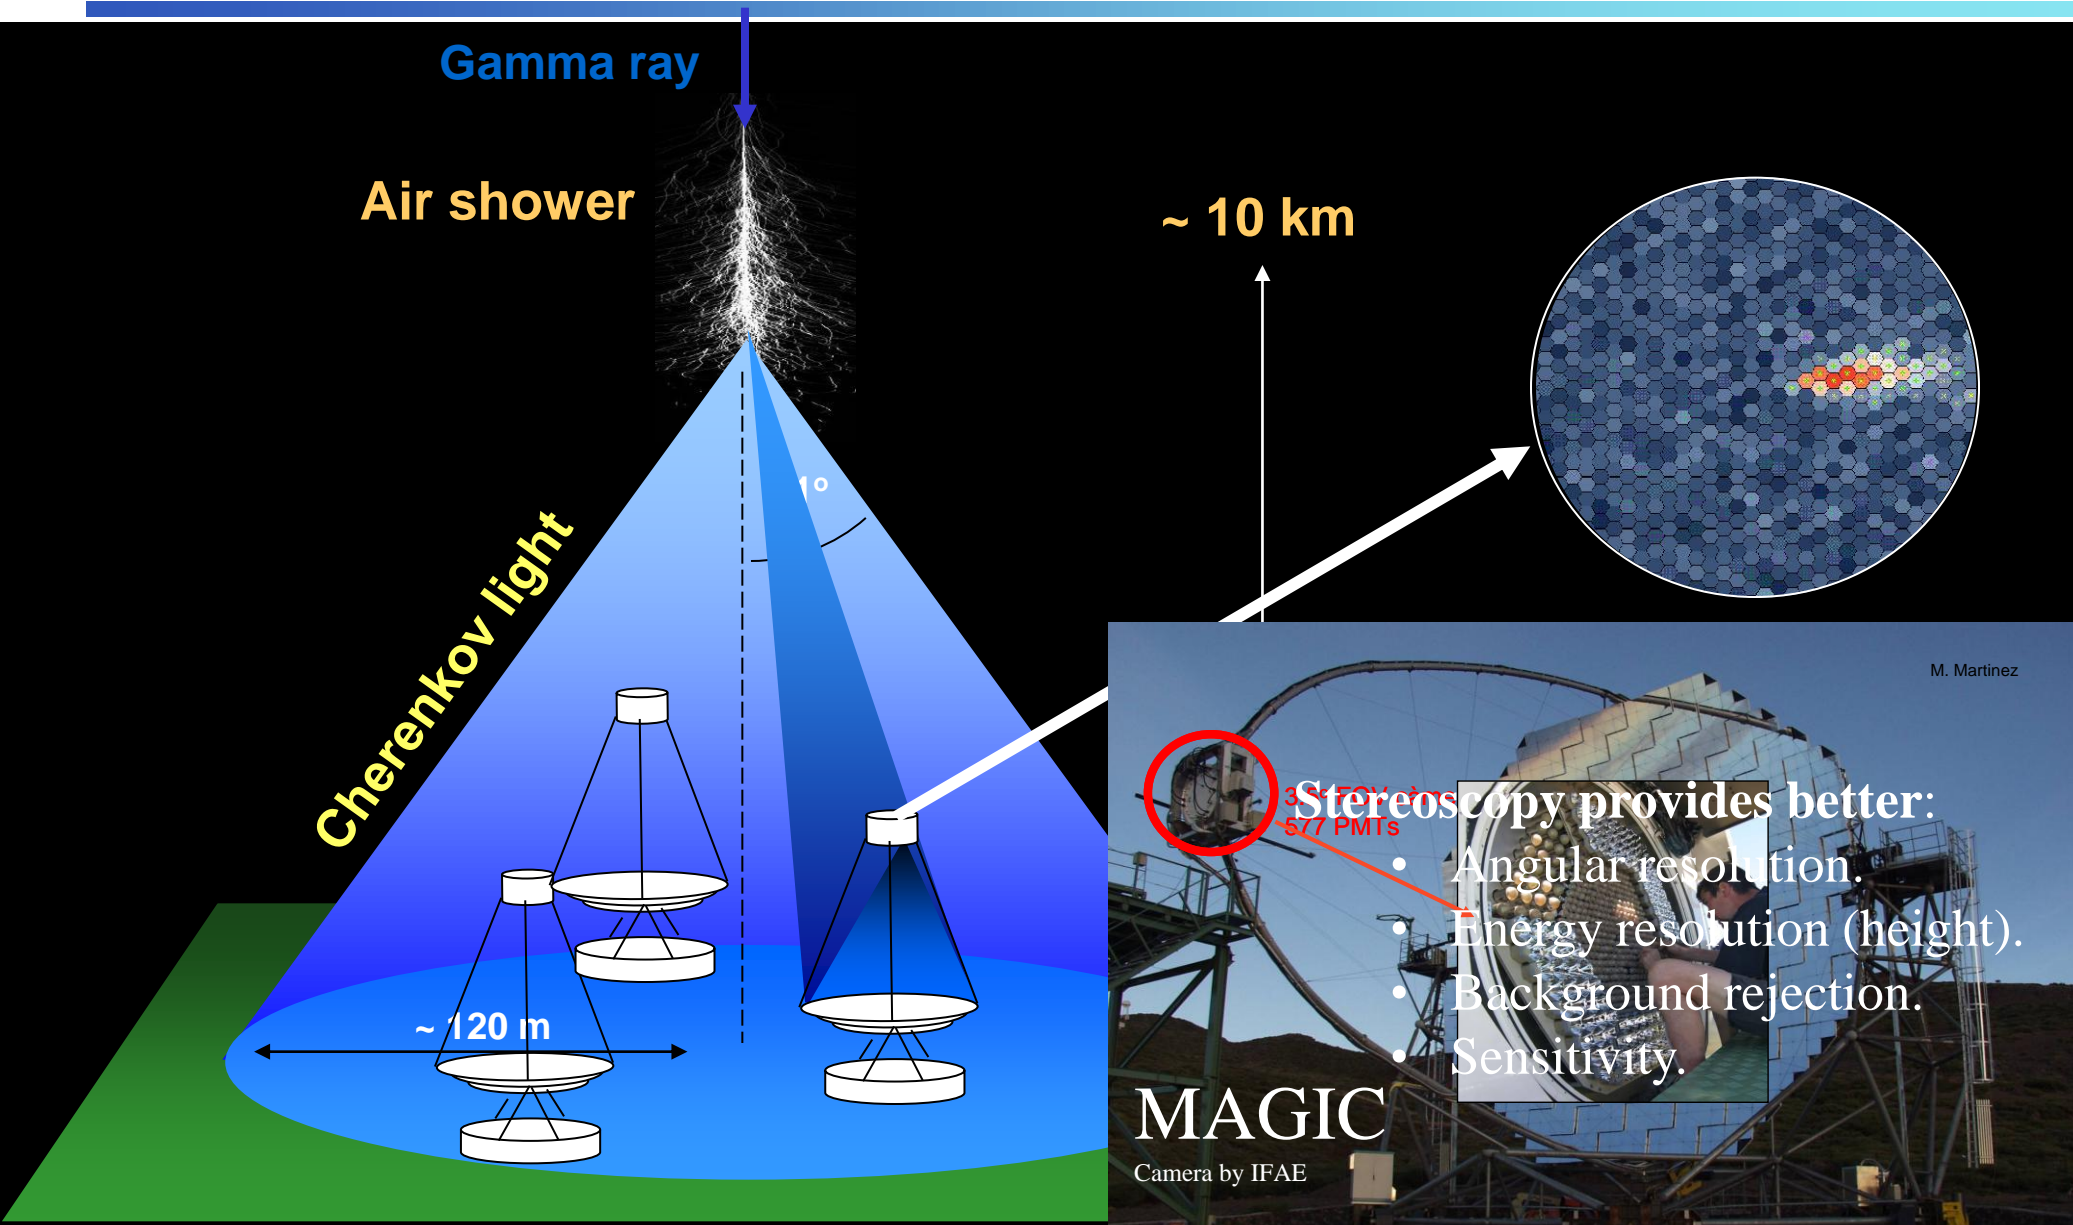 Gamma ray
Air shower
~ 10 km
1º
Cherenkov light
M. Martinez
577 PMTs
Stereoscopy provides better:
• Angular resolution.
• Energy resolution (height).
• Background rejection.
• Sensitivity.
~ 120 m
MAGIC
Camera by IFAE